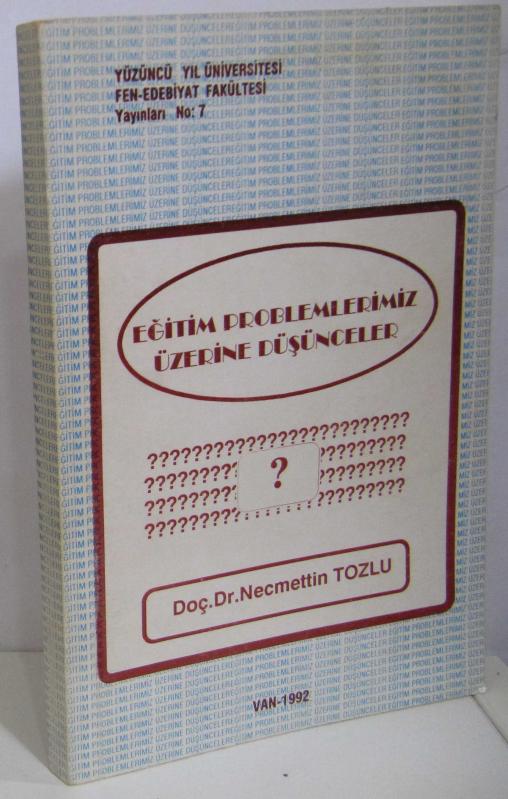 YÜZÜNCÜ YIL ÜNİVERSİTESİ
FEN-EDEBİYAT FAKÜLTESİ
Yayınları No: 7
EĞİTİM PROBLEMLERİMİZ
ÜZERİNE DÜŞÜNCELER
????????????????????????
????????? ?????????
????????? ? ?????????
????????? ?????????
Doç.Dr.Necmettin TOZLU
VAN-1992